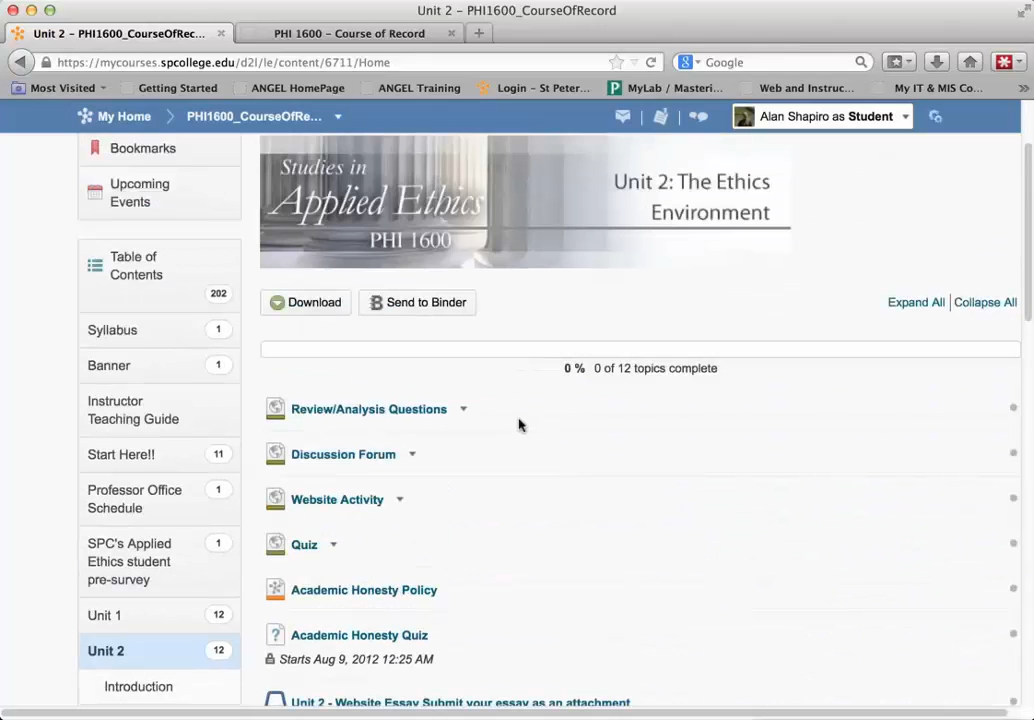 Unit 2 – PHI1600_CourseOfRecord
Unit 2 – PHI1600_CourseOfRec...
PHI 1600 – Course of Record
https://mycourses.spcollege.edu/d2l/le/content/6711/Home
Google
Most Visited
Getting Started
ANGEL HomePage
ANGEL Training
Login – St Peter...
MyLab / Masteri...
Web and Instruc...
My IT & MIS Co...
My Home
PHI1600_CourseOfRe...
Alan Shapiro as Student
Bookmarks
Upcoming
Events
Table of
Contents
202
Syllabus 1
Banner 1
Instructor
Teaching Guide
Start Here!! 11
Professor Office 1
Schedule
SPC's Applied 1
Ethics student
pre-survey
Unit 1 12
Unit 2 12
Introduction
Studies in
Applied Ethics
PHI 1600
Unit 2: The Ethics
Environment
Download
Send to Binder
Expand All
Collapse All
0 % 0 of 12 topics complete
Review/Analysis Questions
Discussion Forum
Website Activity
Quiz
Academic Honesty Policy
Academic Honesty Quiz
Starts Aug 9, 2012 12:25 AM
Unit 2 - Website Essay Submit your essay as an attachment